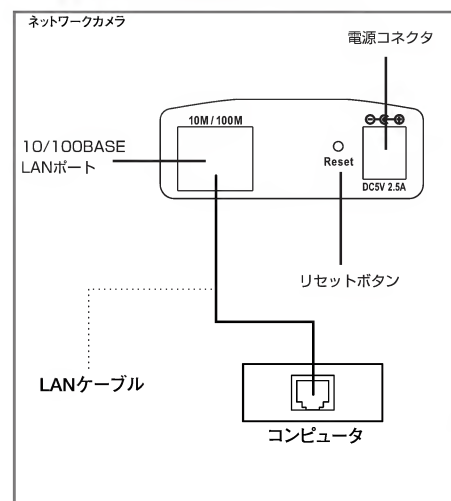 ネットワークカメラ
電源コネクタ
10M/100M
10/100BASE
LANポート
Reset
DC5V 2.5A
リセットボタン
LANケーブル
コンピュータ